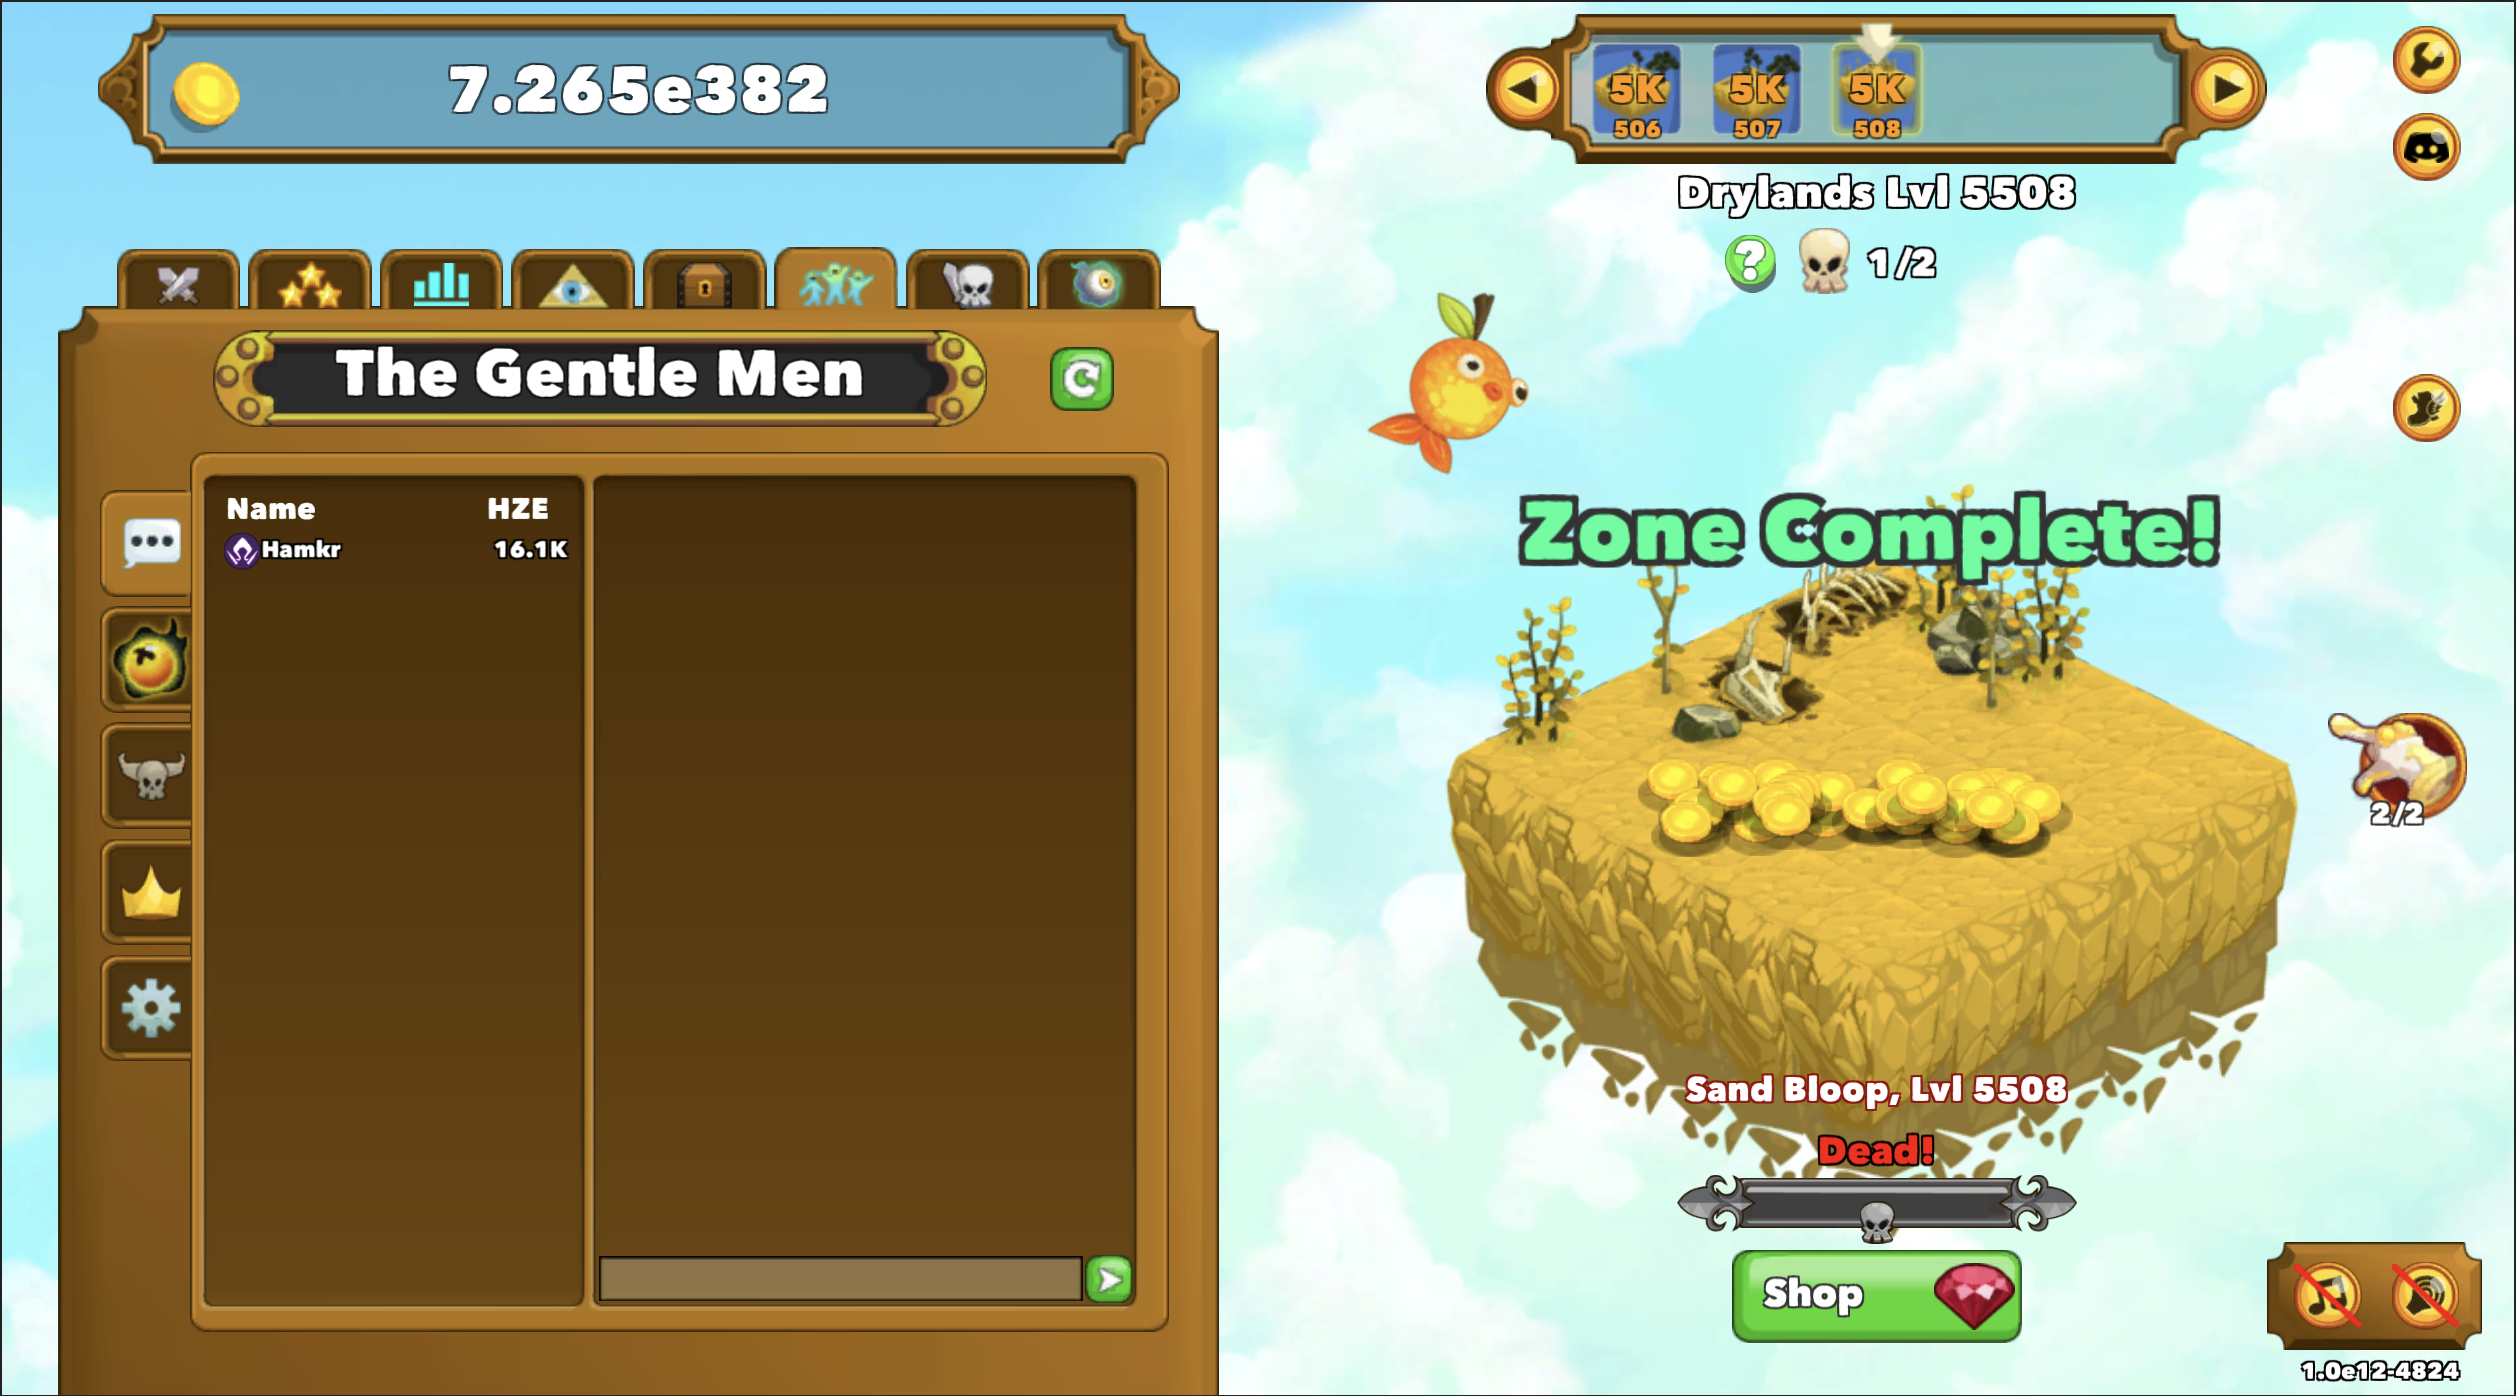 7.265e382
5K
506
5K
507
5K
508
Drylands Lvl 5508
? 1/2
The Gentle Men
Name HZE
Hamkr 16.1K
Zone Complete!
2/2
Sand Bloop, Lvl 5508
Dead!
Shop
1.0e12-4824